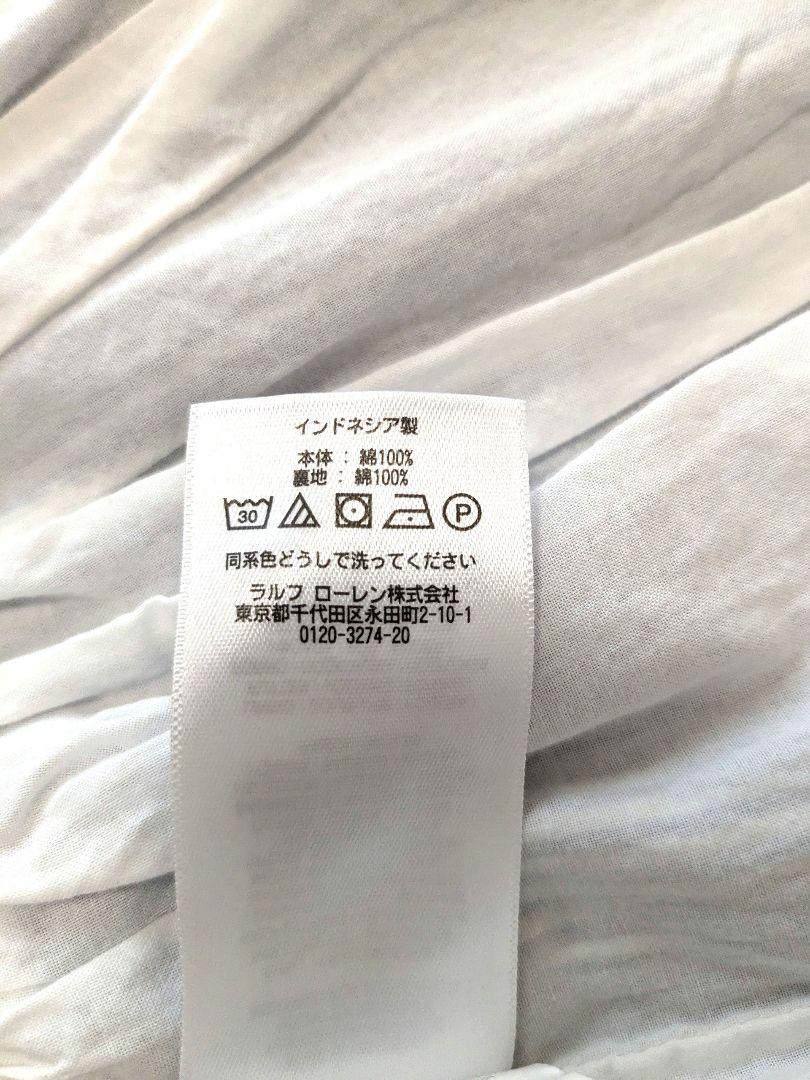 インドネシア製
本体 : 綿100%
裏地 : 綿100%
30 P
同系色どうしで洗ってください
ラルフ ローレン株式会社
東京都千代田区永田町2-10-1
0120-3274-20